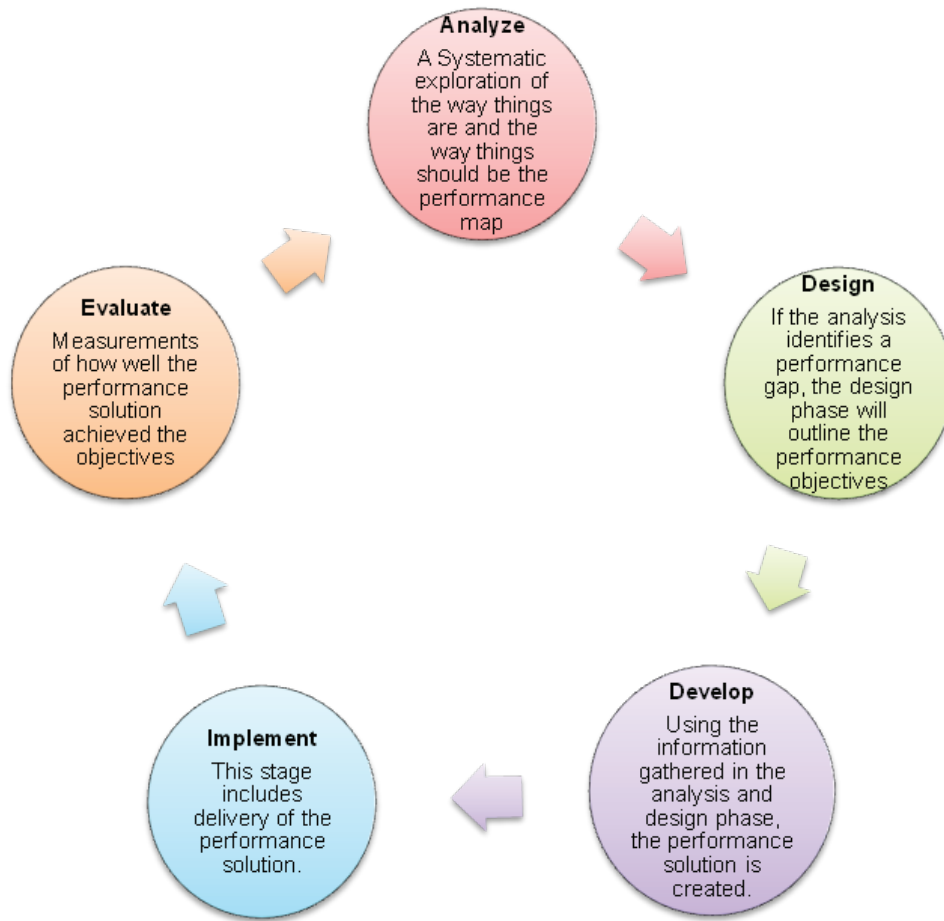 Analyze
A Systematic
exploration of
the way things
are and the
way things
should be the
performance
map
Design
If the analysis
identifies a
performance
gap, the design
phase will
outline the
performance
objectives
Develop
Using the
information
gathered in the
analysis and
design phase,
the performance
solution is
created.
Implement
This stage
includes
delivery of the
performance
solution.
Evaluate
Measurements
of how well the
performance
solution
achieved the
objectives